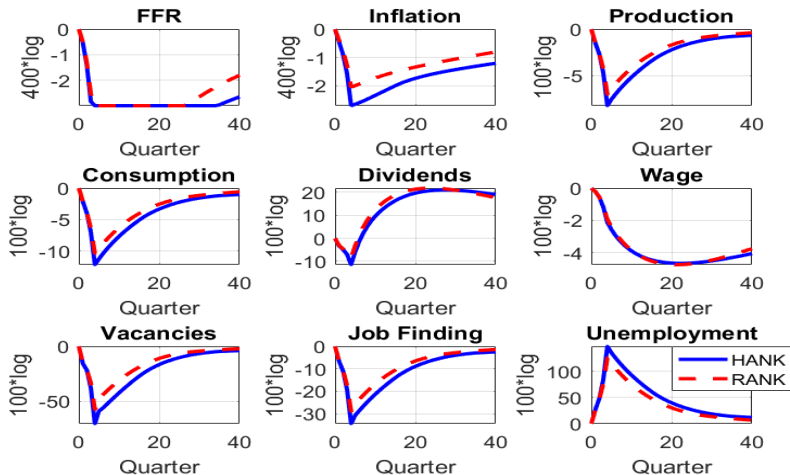 FFR
Inflation
Production
400*log
0
-1
-2
0
20
40
Quarter
400*log
0
-1
-2
0
20
40
Quarter
100*log
0
-5
0
20
40
Quarter
Consumption
Dividends
Wage
100*log
0
-5
-10
0
20
40
Quarter
100*log
20
10
0
-10
0
20
40
Quarter
100*log
0
-2
-4
0
20
40
Quarter
Vacancies
Job Finding
Unemployment
100*log
0
-50
0
20
40
Quarter
100*log
0
-10
-20
-30
0
20
40
Quarter
100*log
100
50
0
0
20
40
Quarter
HANK
RANK